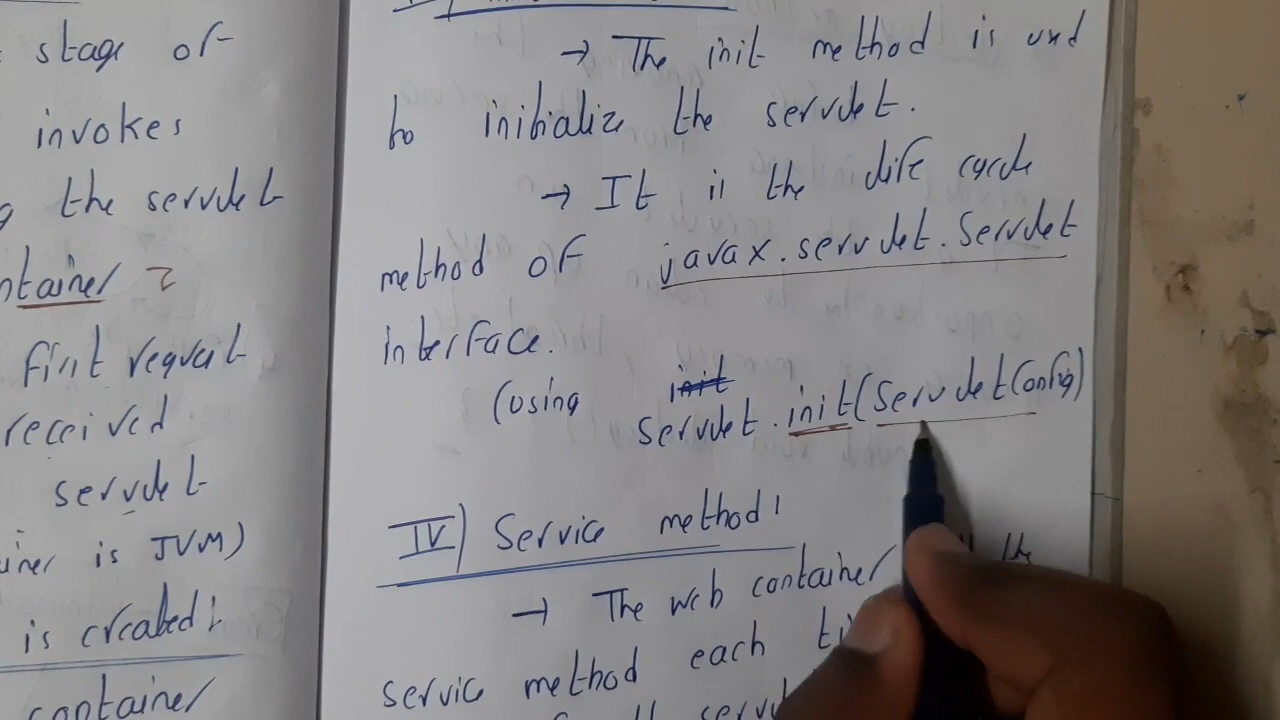 stage of
invokes
the servlet
ntainer ?
first request
received
servlet
iner is JVM)
is created:
container
→ The init method is used
to initialize the servlet.
→ It is the life cycle
method of javax.servlet.Servlet
interface.
(using init
servlet.init(ServletConfig)
IV) Service method:
→ The web container the
service method each